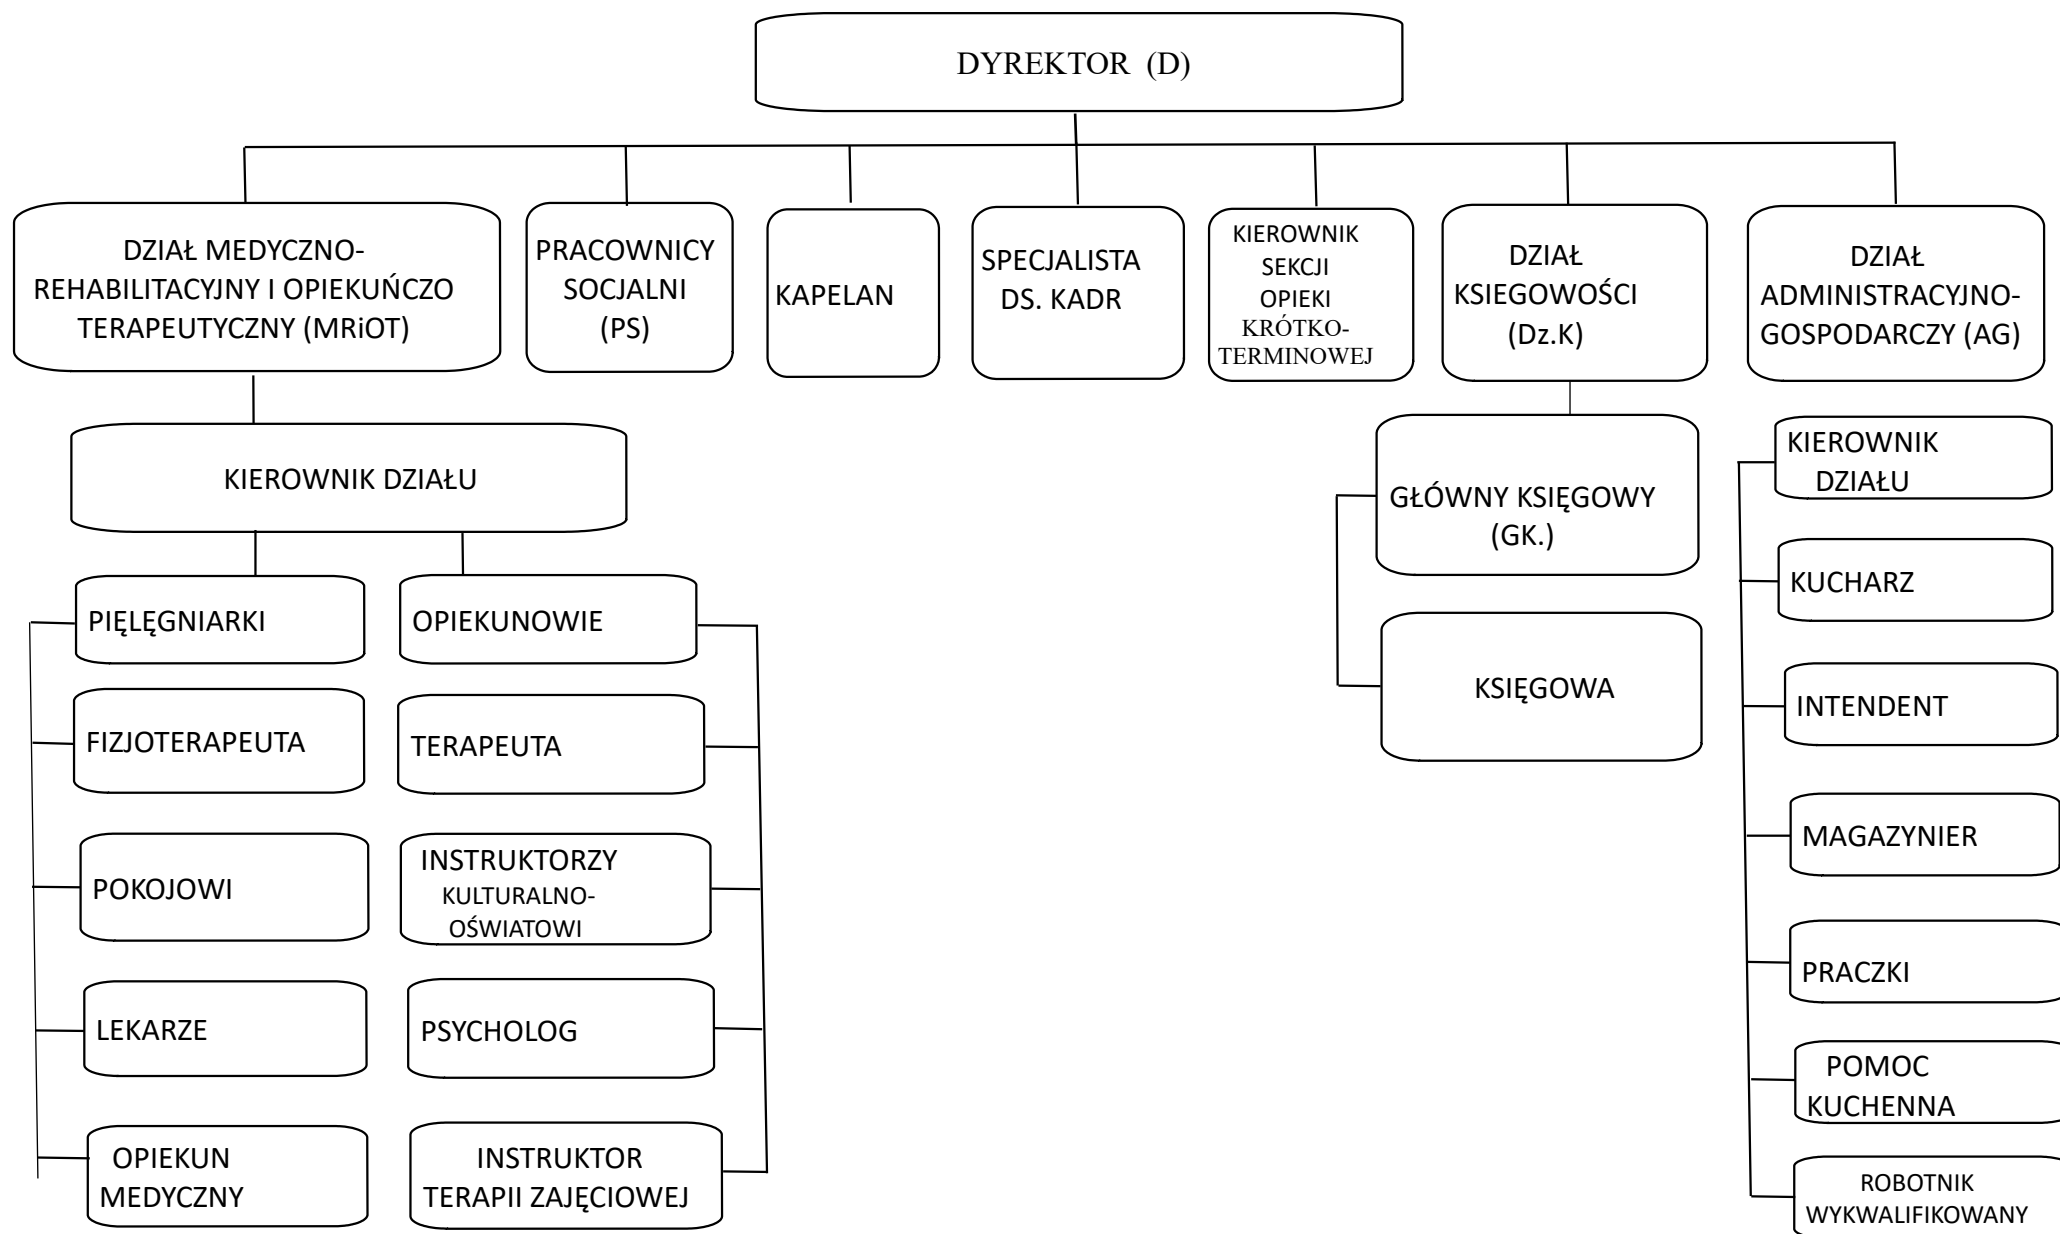 DYREKTOR (D)
DZIAŁ MEDYCZNO-
REHABILITACYJNY I OPIEKUŃCZO
TERAPEUTYCZNY (MRiOT)
PRACOWNICY
SOCJALNI
(PS)
KAPELAN
SPECJALISTA
DS. KADR
KIEROWNIK
SEKCJI
OPIEKI
KRÓTKO-
TERMINOWEJ
DZIAŁ
KSIEGOWOŚCI
(Dz.K)
DZIAŁ
ADMINISTRACYJNO-
GOSPODARCZY (AG)
KIEROWNIK DZIAŁU
PIĘLĘGNIARKI
FIZJOTERAPEUTA
POKOJOWI
LEKARZE
OPIEKUN
MEDYCZNY
OPIEKUNOWIE
TERAPEUTA
INSTRUKTORZY
KULTURALNO-
OŚWIATOWI
PSYCHOLOG
INSTRUKTOR
TERAPII ZAJĘCIOWEJ
GŁÓWNY KSIĘGOWY
(GK.)
KSIĘGOWA
KIEROWNIK
DZIAŁU
KUCHARZ
INTENDENT
MAGAZYNIER
PRACZKI
POMOC
KUCHENNA
ROBOTNIK
WYKWALIFIKOWANY